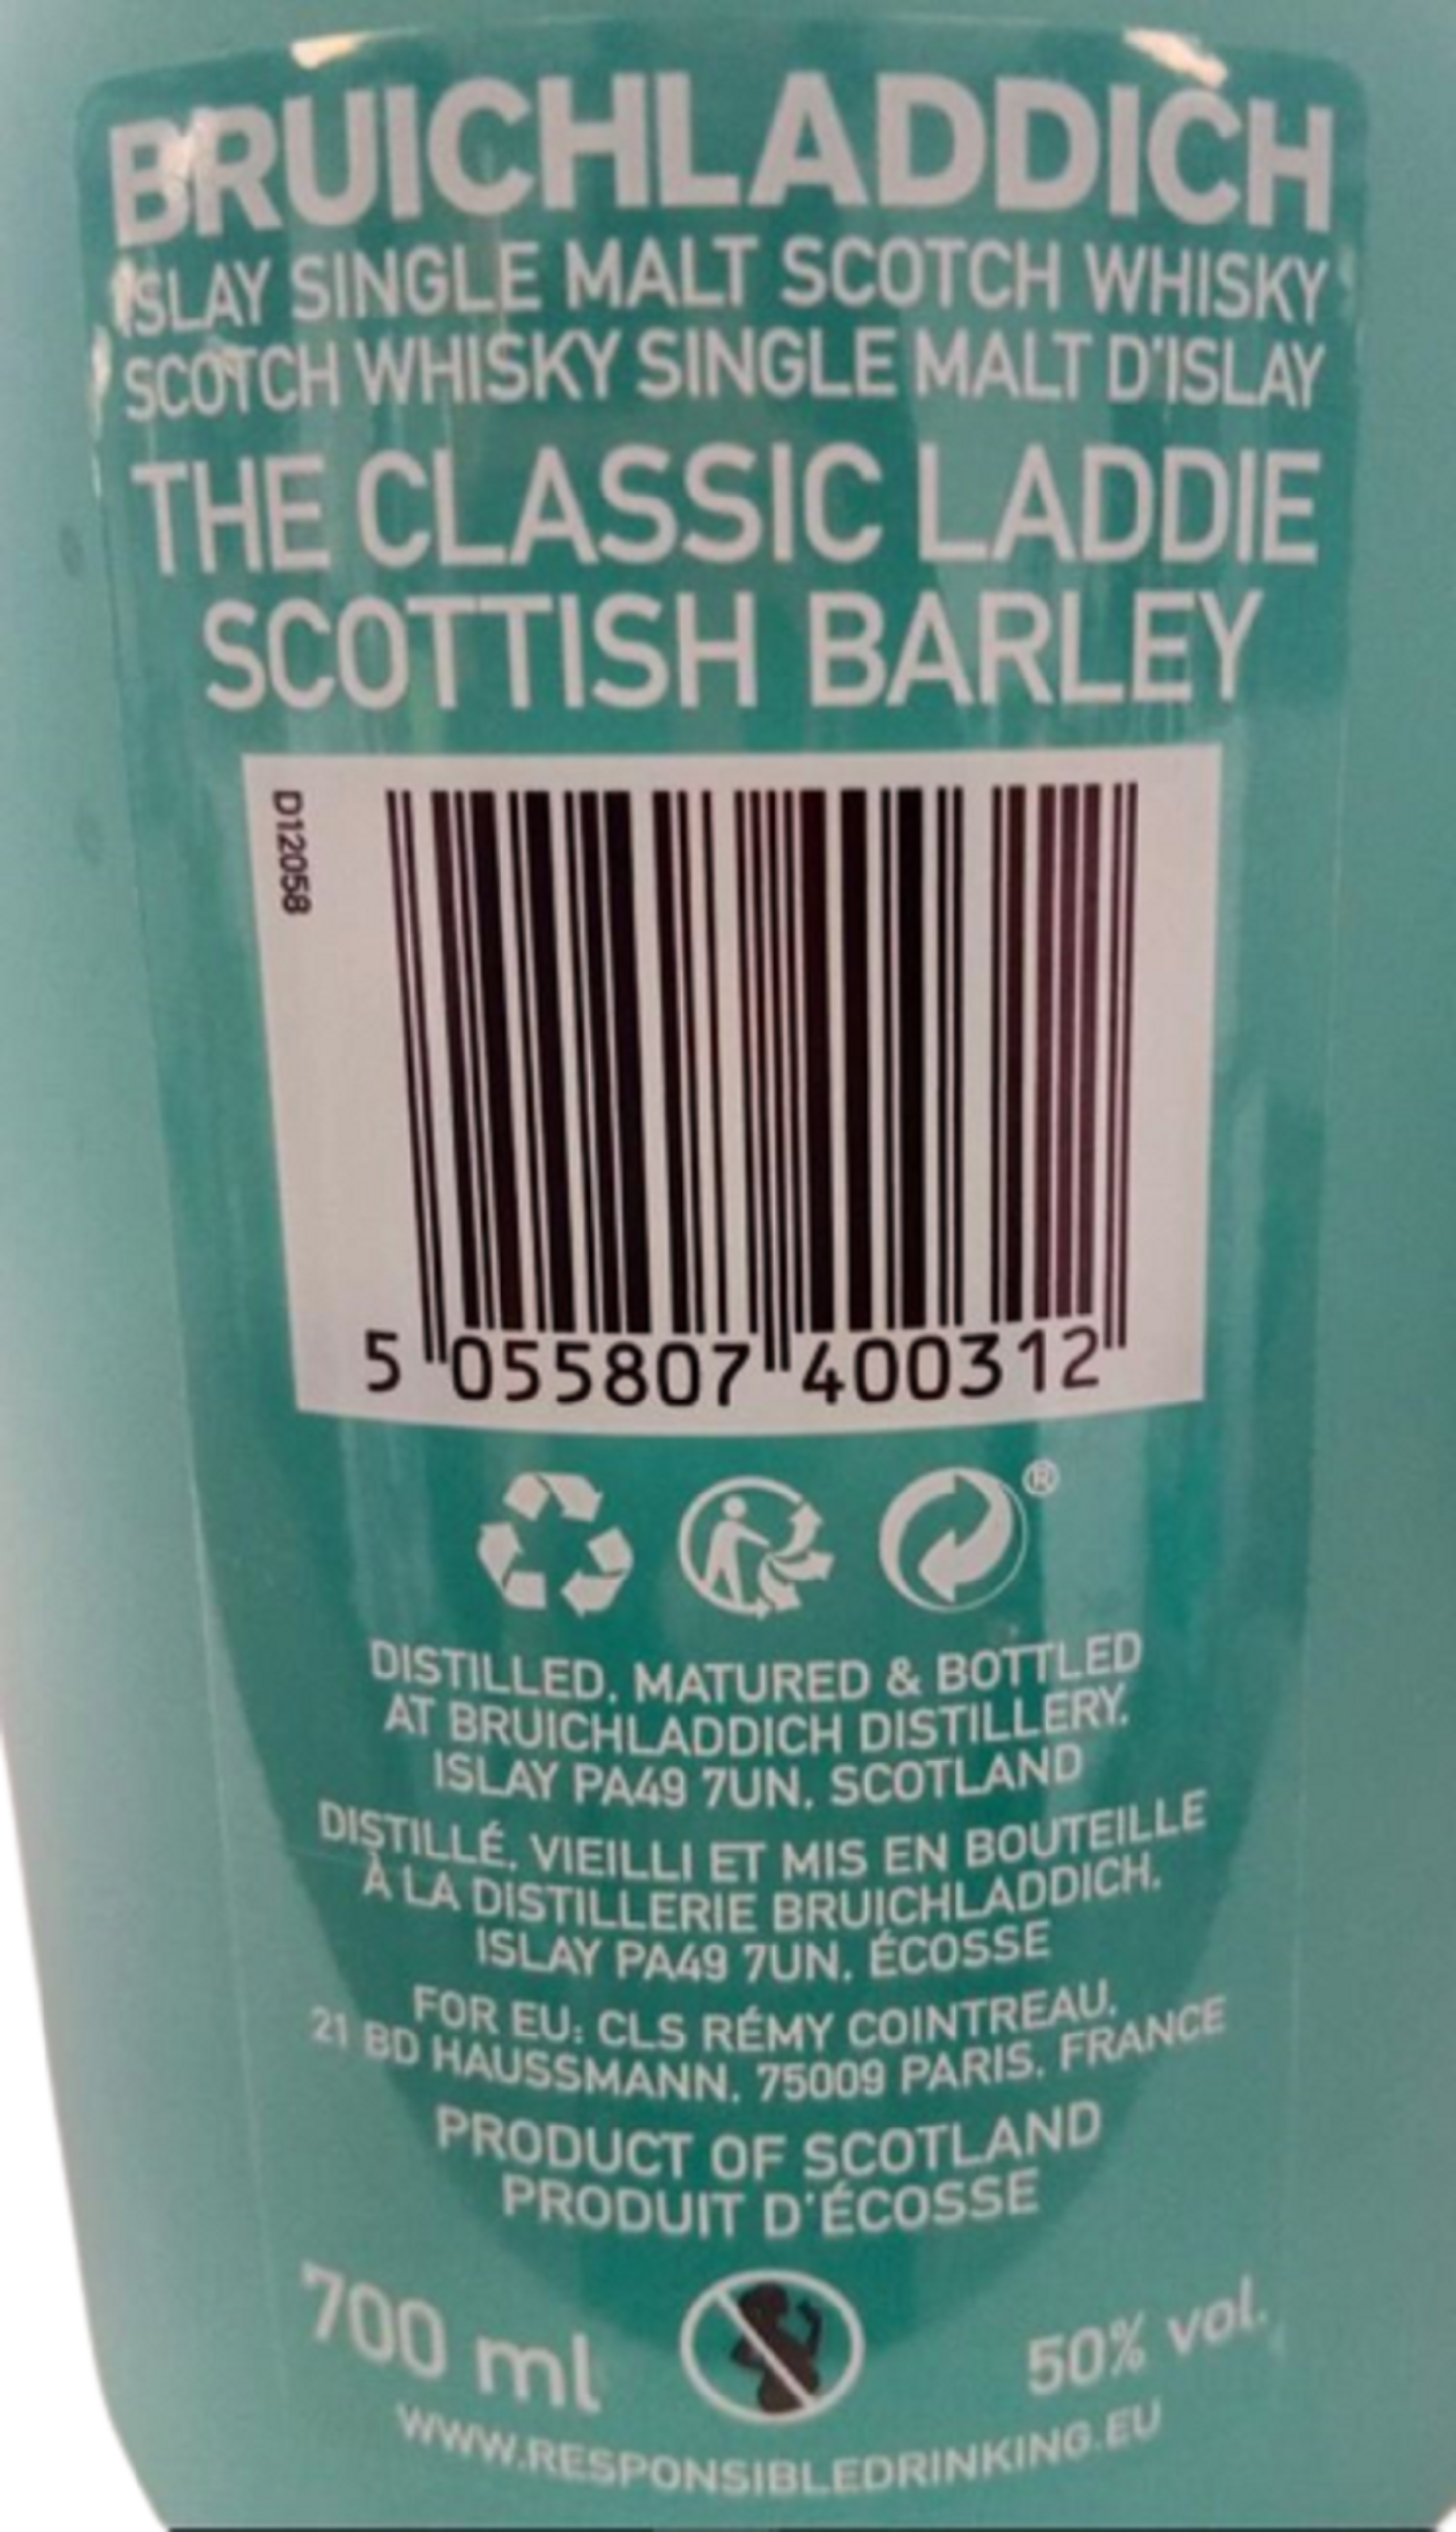 BRUICHLADDICH
ISLAY SINGLE MALT SCOTCH WHISKY
SCOTCH WHISKY SINGLE MALT D'ISLAY
THE CLASSIC LADDIE
SCOTTISH BARLEY
D12058
5 055807 400312
®
DISTILLED, MATURED & BOTTLED
AT BRUICHLADDICH DISTILLERY,
ISLAY PA49 7UN, SCOTLAND
DISTILLÉ, VIEILLI ET MIS EN BOUTEILLE
À LA DISTILLERIE BRUICHLADDICH,
ISLAY PA49 7UN, ÉCOSSE
FOR EU: CLS RÉMY COINTREAU,
21 BD HAUSSMANN, 75009 PARIS, FRANCE
PRODUCT OF SCOTLAND
PRODUIT D'ÉCOSSE
700 ml 50% vol.
WWW.RESPONSIBLEDRINKING.EU